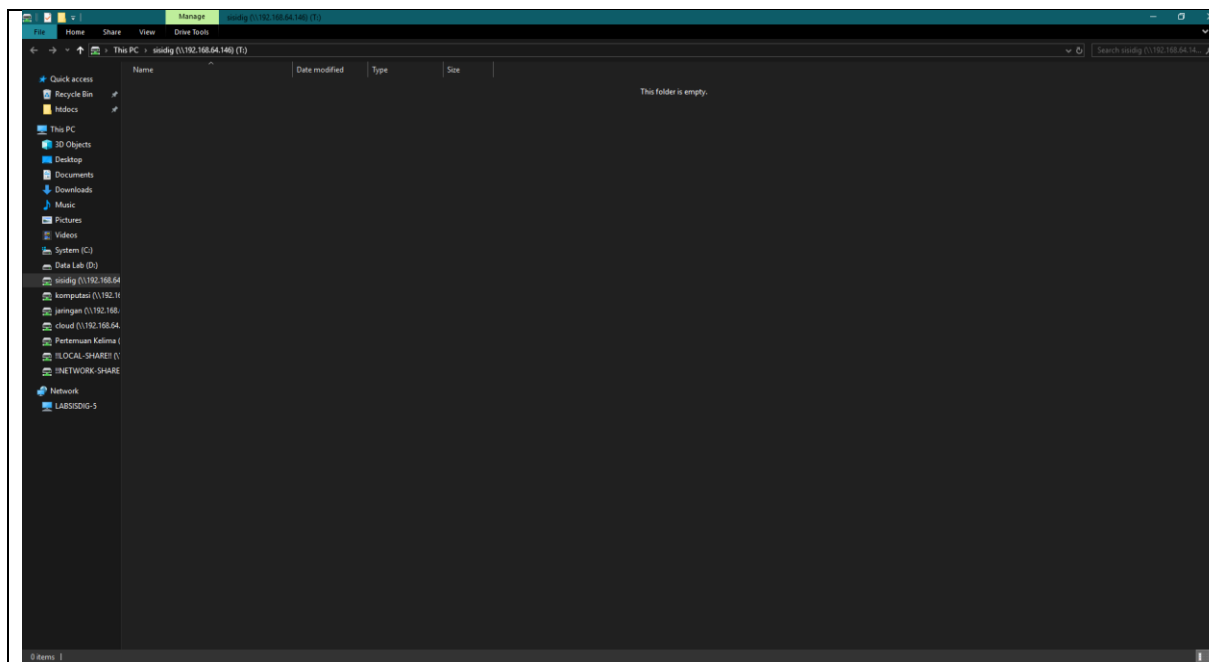 Manage
sisidig (\\192.168.64.146) (T:)
File Home Share View Drive Tools
This PC › sisidig (\\192.168.64.146) (T:)
Search sisidig (\\192.168.64.14...
Name Date modified Type Size
This folder is empty.
Quick access
Recycle Bin
htdocs
This PC
3D Objects
Desktop
Documents
Downloads
Music
Pictures
Videos
System (C:)
Data Lab (D:)
sisidig (\\192.168.64
komputasi (\\192.16
jaringan (\\192.168.
cloud (\\192.168.64.
Pertemuan Kelima (
!!LOCAL-SHARE!! (\
!!NETWORK-SHARE
Network
LABSISDIG-5
0 items